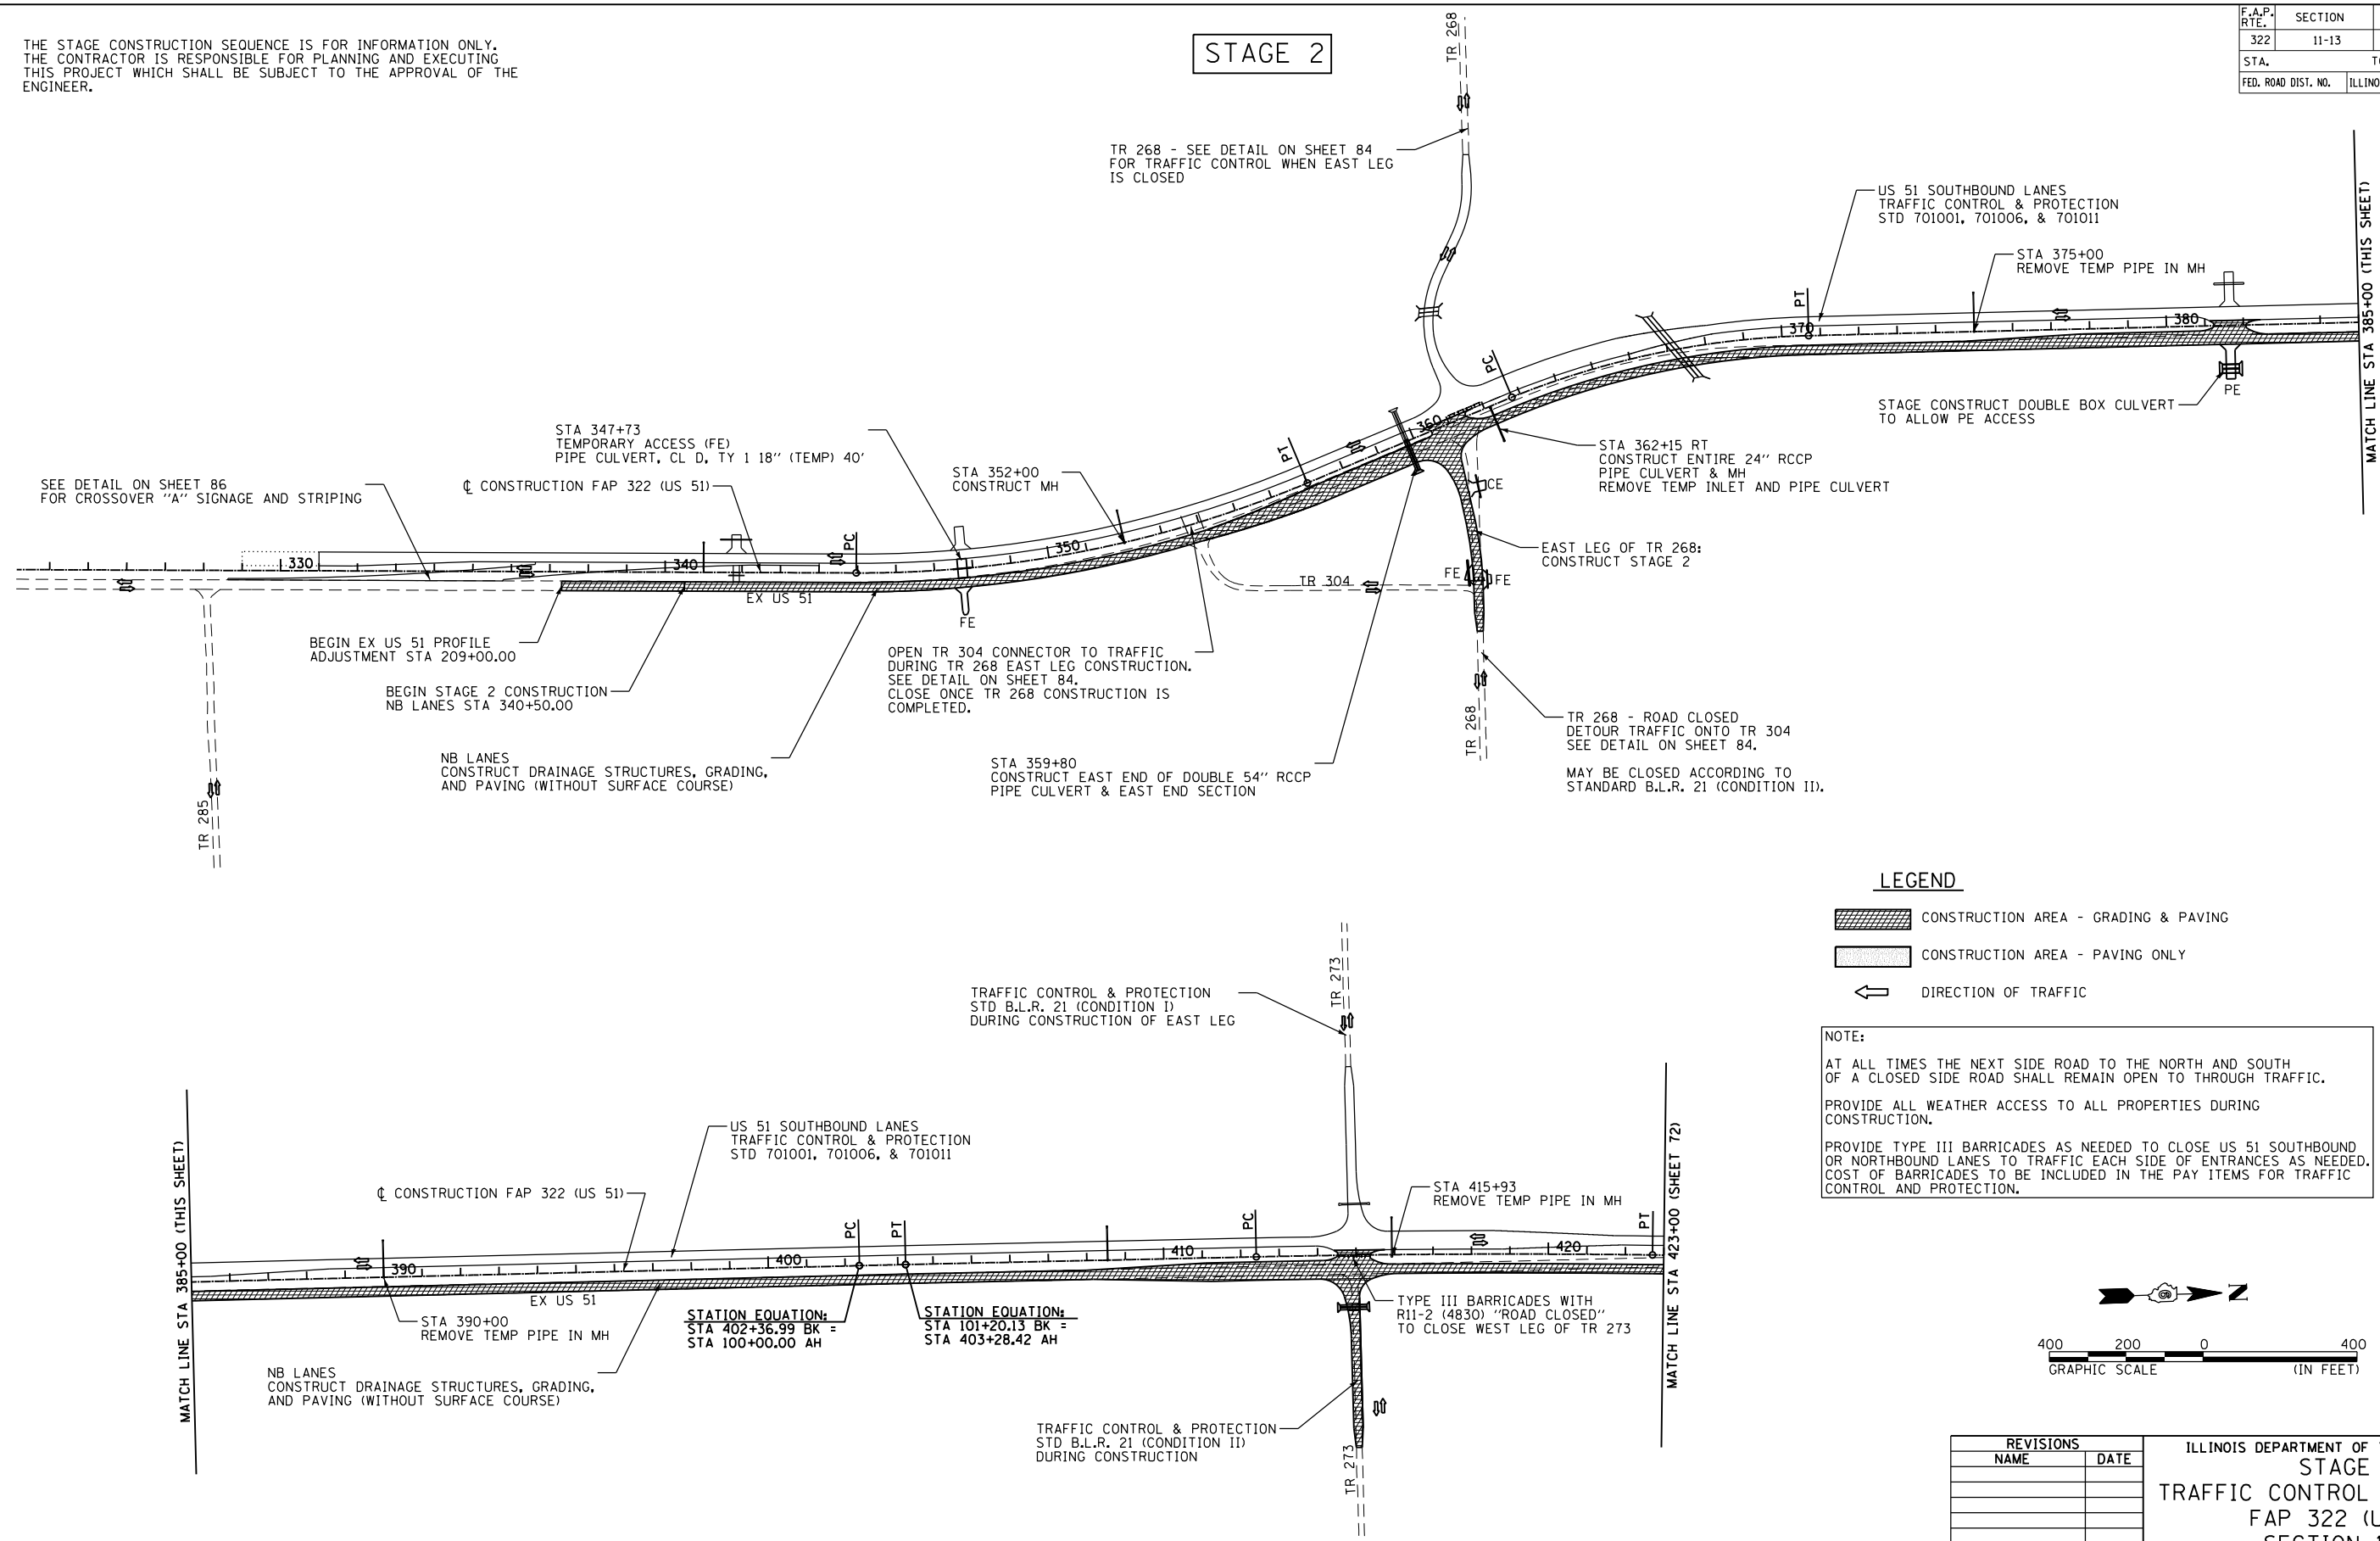 THE STAGE CONSTRUCTION SEQUENCE IS FOR INFORMATION ONLY.
THE CONTRACTOR IS RESPONSIBLE FOR PLANNING AND EXECUTING
THIS PROJECT WHICH SHALL BE SUBJECT TO THE APPROVAL OF THE
ENGINEER.
STAGE 2
F.A.P. RTE. SECTION
322 11-13
STA.
FED. ROAD DIST. NO.
TR 268
TR 268 - SEE DETAIL ON SHEET 84
FOR TRAFFIC CONTROL WHEN EAST LEG
IS CLOSED
US 51 SOUTHBOUND LANES
TRAFFIC CONTROL & PROTECTION
STD 701001, 701006, & 701011
STA 375+00
REMOVE TEMP PIPE IN MH
MATCH LINE STA 385+00 (THIS SHEET)
PT
370
380
PC
PE
STAGE CONSTRUCT DOUBLE BOX CULVERT
TO ALLOW PE ACCESS
360
STA 347+73
TEMPORARY ACCESS (FE)
PIPE CULVERT, CL D, TY 1 18" (TEMP) 40'
STA 352+00
CONSTRUCT MH
PT
STA 362+15 RT
CONSTRUCT ENTIRE 24" RCCP
PIPE CULVERT & MH
REMOVE TEMP INLET AND PIPE CULVERT
SEE DETAIL ON SHEET 86
FOR CROSSOVER "A" SIGNAGE AND STRIPING
℄ CONSTRUCTION FAP 322 (US 51)
CE
330
340
PC
350
EAST LEG OF TR 268:
CONSTRUCT STAGE 2
FE
FE
TR 304
EX US 51
FE
BEGIN EX US 51 PROFILE
ADJUSTMENT STA 209+00.00
OPEN TR 304 CONNECTOR TO TRAFFIC
DURING TR 268 EAST LEG CONSTRUCTION.
SEE DETAIL ON SHEET 84.
CLOSE ONCE TR 268 CONSTRUCTION IS
COMPLETED.
BEGIN STAGE 2 CONSTRUCTION
NB LANES STA 340+50.00
TR 268
TR 268 - ROAD CLOSED
DETOUR TRAFFIC ONTO TR 304
SEE DETAIL ON SHEET 84.
MAY BE CLOSED ACCORDING TO
STANDARD B.L.R. 21 (CONDITION II).
NB LANES
CONSTRUCT DRAINAGE STRUCTURES, GRADING,
AND PAVING (WITHOUT SURFACE COURSE)
STA 359+80
CONSTRUCT EAST END OF DOUBLE 54" RCCP
PIPE CULVERT & EAST END SECTION
TR 285
LEGEND
CONSTRUCTION AREA - GRADING & PAVING
CONSTRUCTION AREA - PAVING ONLY
DIRECTION OF TRAFFIC
NOTE:
AT ALL TIMES THE NEXT SIDE ROAD TO THE NORTH AND SOUTH
OF A CLOSED SIDE ROAD SHALL REMAIN OPEN TO THROUGH TRAFFIC.
PROVIDE ALL WEATHER ACCESS TO ALL PROPERTIES DURING
CONSTRUCTION.
PROVIDE TYPE III BARRICADES AS NEEDED TO CLOSE US 51 SOUTHBOUND
OR NORTHBOUND LANES TO TRAFFIC EACH SIDE OF ENTRANCES AS NEEDED.
COST OF BARRICADES TO BE INCLUDED IN THE PAY ITEMS FOR TRAFFIC
CONTROL AND PROTECTION.
TR 273
TRAFFIC CONTROL & PROTECTION
STD B.L.R. 21 (CONDITION I)
DURING CONSTRUCTION OF EAST LEG
MATCH LINE STA 385+00 (THIS SHEET)
US 51 SOUTHBOUND LANES
TRAFFIC CONTROL & PROTECTION
STD 701001, 701006, & 701011
℄ CONSTRUCTION FAP 322 (US 51)
STA 415+93
REMOVE TEMP PIPE IN MH
MATCH LINE STA 423+00 (SHEET 72)
PC
PT
PC
PT
390
400
410
420
EX US 51
STA 390+00
REMOVE TEMP PIPE IN MH
STATION EQUATION:
STA 402+36.99 BK =
STA 100+00.00 AH
STATION EQUATION:
STA 101+20.13 BK =
STA 403+28.42 AH
TYPE III BARRICADES WITH
R11-2 (4830) "ROAD CLOSED"
TO CLOSE WEST LEG OF TR 273
NB LANES
CONSTRUCT DRAINAGE STRUCTURES, GRADING,
AND PAVING (WITHOUT SURFACE COURSE)
TRAFFIC CONTROL & PROTECTION
STD B.L.R. 21 (CONDITION II)
DURING CONSTRUCTION
TR 273
N
400 200 0 400
GRAPHIC SCALE (IN FEET)
REVISIONS
NAME DATE
ILLINOIS DEPARTMENT OF
STAGE
TRAFFIC CONTROL
FAP 322